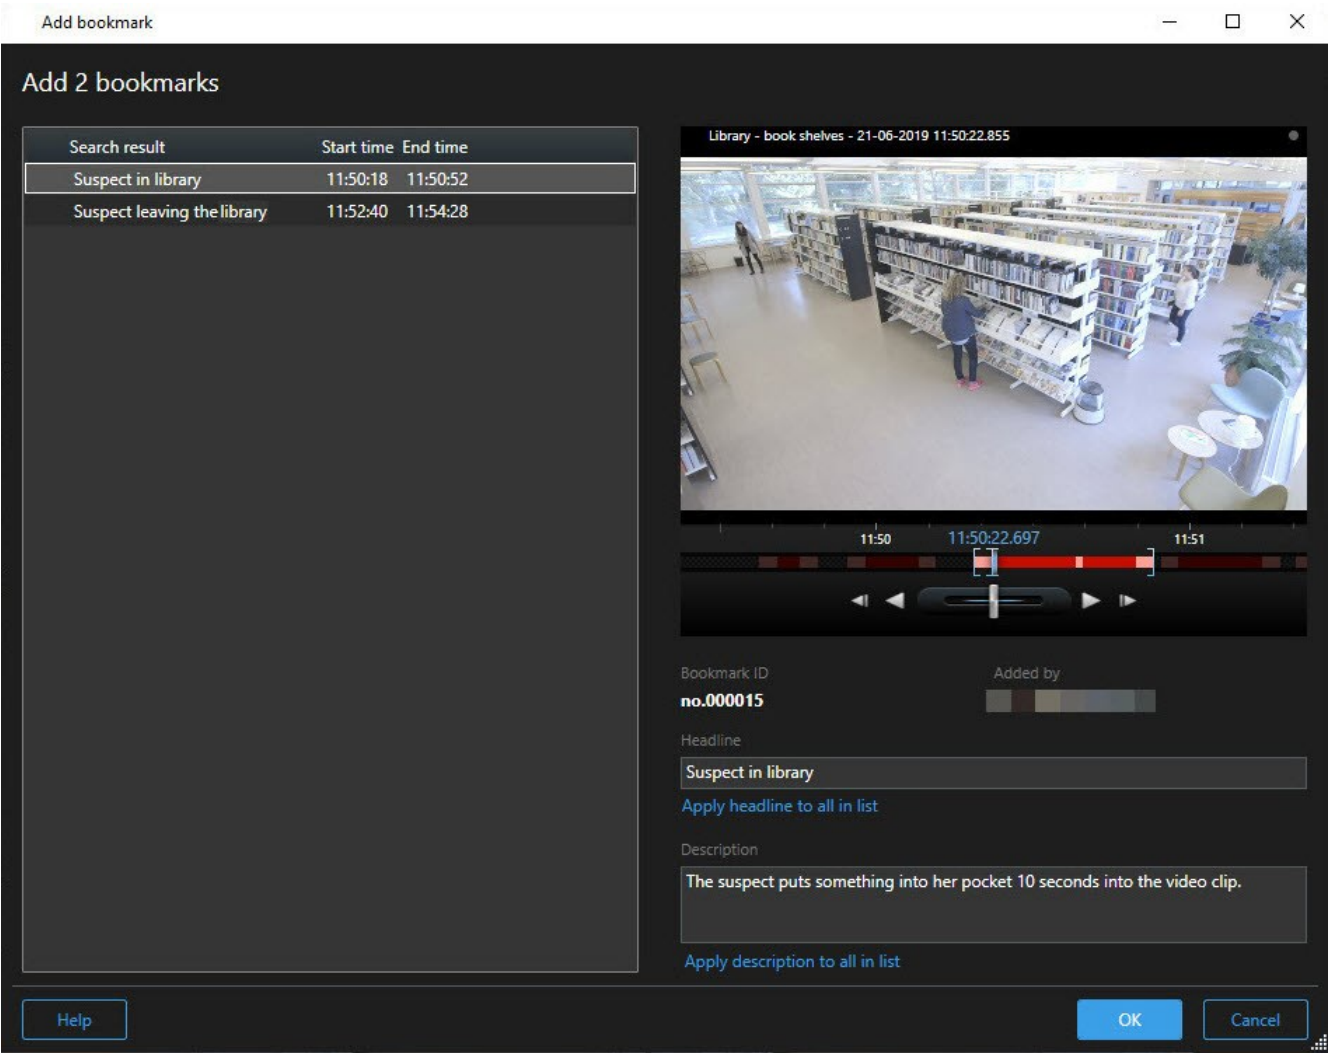 Add bookmark
Add 2 bookmarks
Search result Start time End time
Suspect in library 11:50:18 11:50:52
Suspect leaving the library 11:52:40 11:54:28
Library - book shelves - 21-06-2019 11:50:22.855
11:50 11:50:22.697 11:51
Bookmark ID Added by
no.000015
Headline
Suspect in library
Apply headline to all in list
Description
The suspect puts something into her pocket 10 seconds into the video clip.
Apply description to all in list
Help OK Cancel